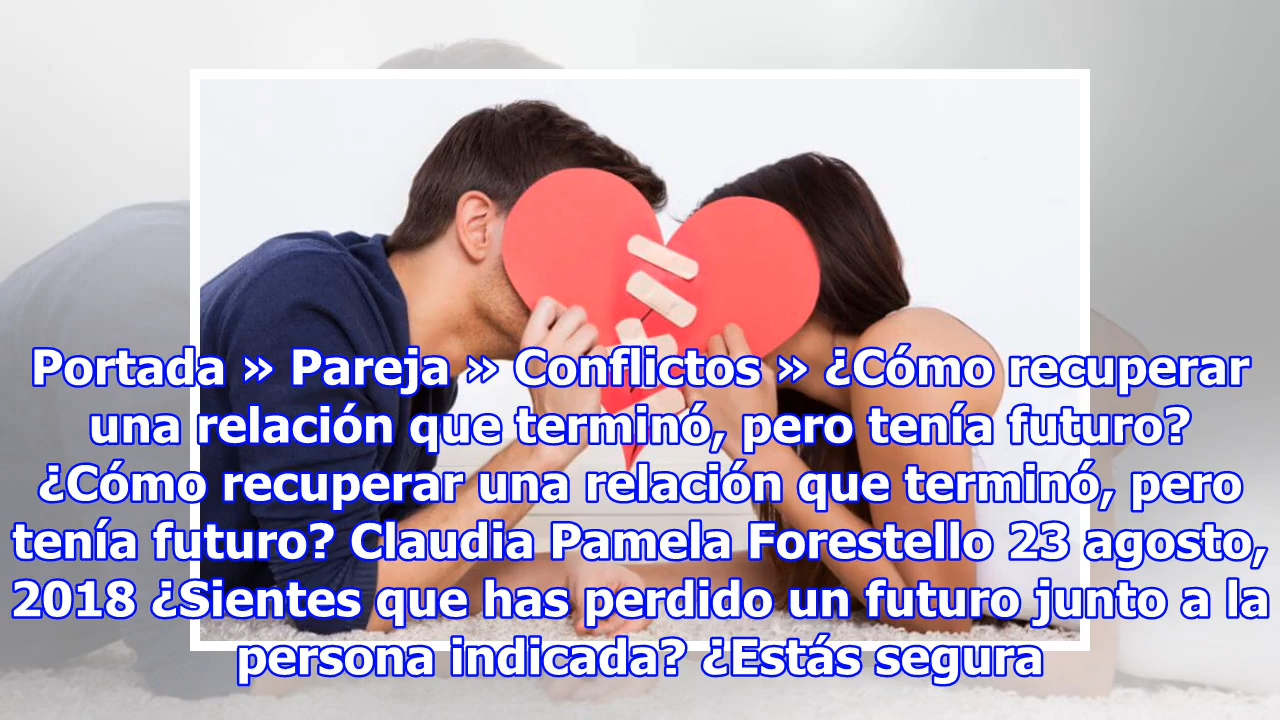 Portada » Pareja » Conflictos » ¿Cómo recuperar
una relación que terminó, pero tenía futuro?
¿Cómo recuperar una relación que terminó, pero
tenía futuro? Claudia Pamela Forestello 23 agosto,
2018 ¿Sientes que has perdido un futuro junto a la
persona indicada? ¿Estás segura